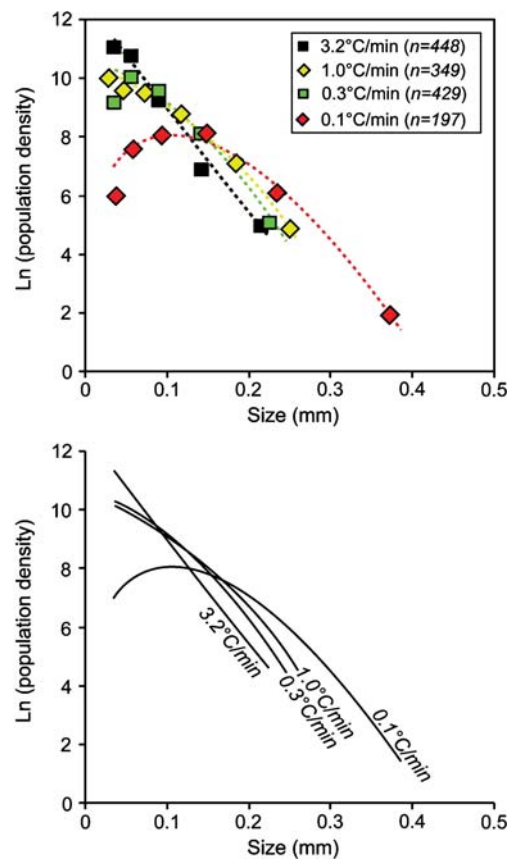 12
10
8
6
4
2
0
Ln (population density)
3.2°C/min (n=448)
1.0°C/min (n=349)
0.3°C/min (n=429)
0.1°C/min (n=197)
0 0.1 0.2 0.3 0.4 0.5
Size (mm)
12
10
8
6
4
2
0
Ln (population density)
3.2°C/min
1.0°C/min
0.3°C/min
0.1°C/min
0 0.1 0.2 0.3 0.4 0.5
Size (mm)